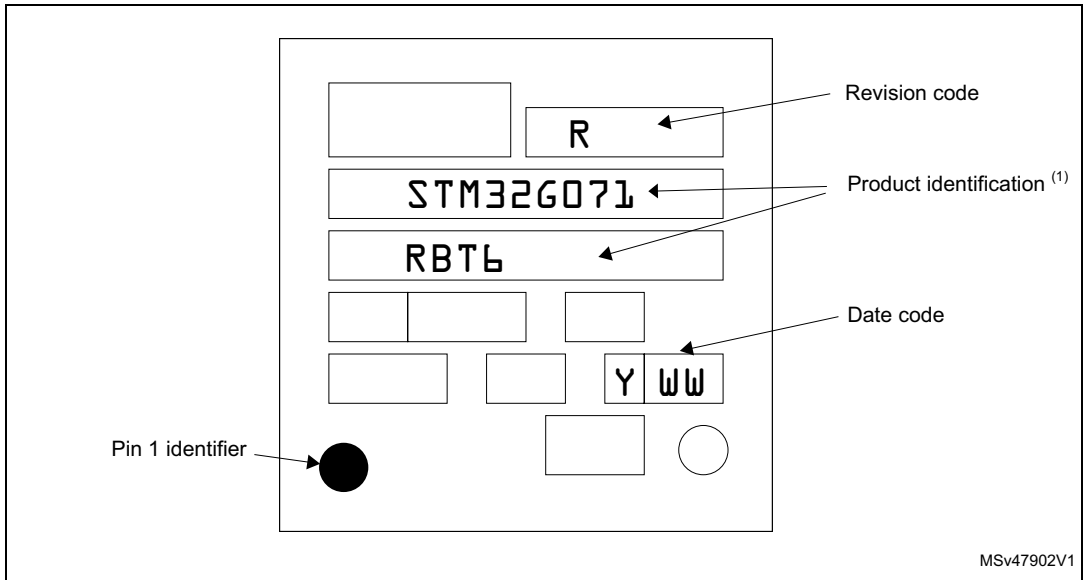 Revision code
R
STM32G071
Product identification (1)
RBT6
Date code
Y WW
Pin 1 identifier
MSv47902V1